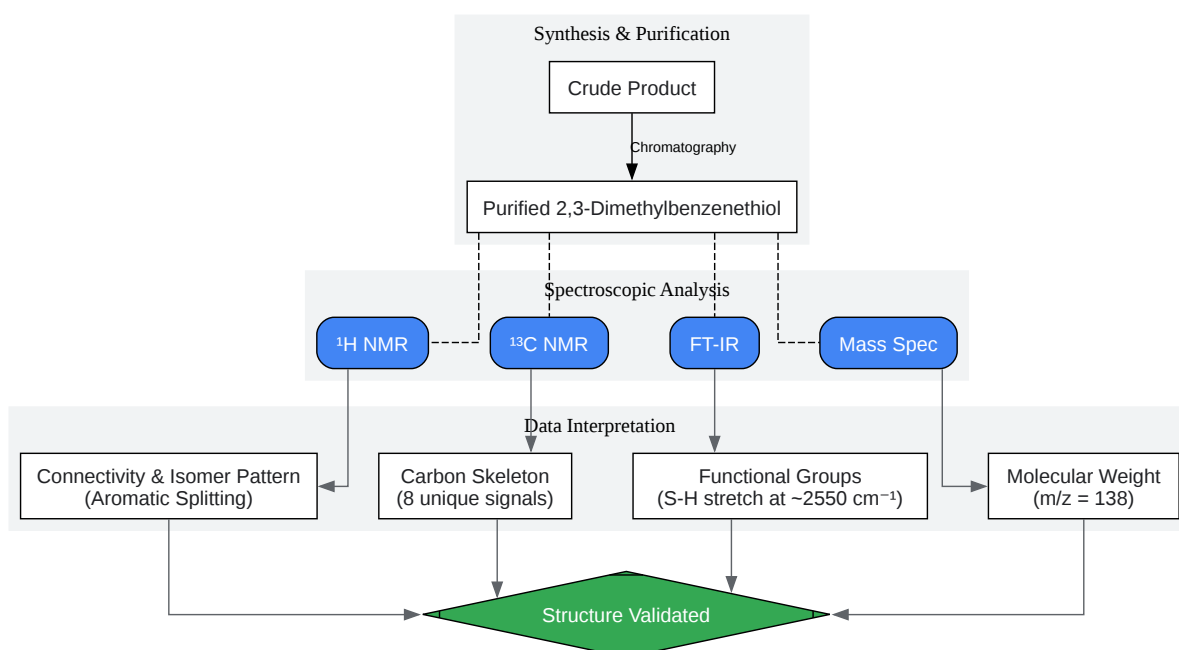 Synthesis & Purification
Crude Product
Chromatography
Purified 2,3-Dimethylbenzenethiol
Spectroscopic Analysis
¹H NMR
¹³C NMR
FT-IR
Mass Spec
Data Interpretation
Connectivity & Isomer Pattern
(Aromatic Splitting)
Carbon Skeleton
(8 unique signals)
Functional Groups
(S-H stretch at ~2550 cm⁻¹)
Molecular Weight
(m/z = 138)
Structure Validated